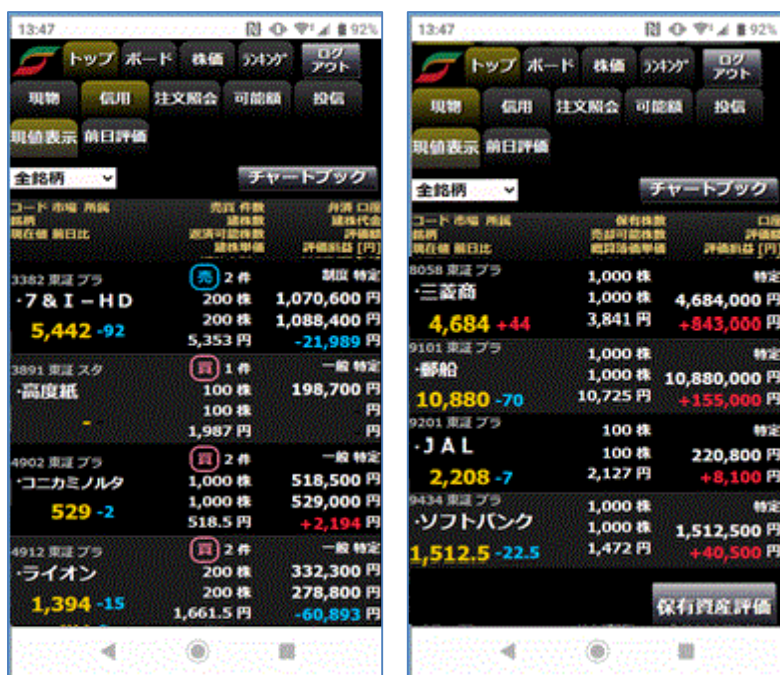 13:47
92%
トップ ボード 株価 ランキング ログアウト
現物 信用 注文照会 可能額 投信
現値表示 前日評価
全銘柄 チャートブック
コード 市場 所属 売買 件数 弁済 口座
銘柄 建株数 建株代金
現在値 前日比 返済可能株数 評価額
建株単価 評価損益 [円]
3382 東証 プラ 売 2 件 制度 特定
・7&I-HD 200 株 1,070,600 円
200 株 1,088,400 円
5,442 -92 5,353 円 -21,989 円
3891 東証 スタ 買 1 件 一般 特定
・高度紙 100 株 198,700 円
100 株 - 円
- 1,987 円 円
4902 東証 プラ 買 2 件 一般 特定
・コニカミノルタ 1,000 株 518,500 円
1,000 株 529,000 円
529 -2 518.5 円 +2,194 円
4912 東証 プラ 買 2 件 一般 特定
・ライオン 200 株 332,300 円
200 株 278,800 円
1,394 -15 1,661.5 円 -60,893 円
13:47
92%
トップ ボード 株価 ランキング ログアウト
現物 信用 注文照会 可能額 投信
現値表示 前日評価
全銘柄 チャートブック
コード 市場 所属 保有株数 口座
銘柄 売却可能株数 評価額
現在値 前日比 評価損益 [円]
8058 東証 プラ 1,000 株 特定
・三菱商 1,000 株 4,684,000 円
4,684 +44 3,841 円 +843,000 円
9101 東証 プラ 1,000 株 特定
・郵船 1,000 株 10,880,000 円
10,880 -70 10,725 円 +155,000 円
9201 東証 プラ 100 株 特定
・JAL 100 株 220,800 円
2,208 -7 2,127 円 +8,100 円
9434 東証 プラ 1,000 株 特定
・ソフトバンク 1,000 株 1,512,500 円
1,512.5 -22.5 1,472 円 +40,500 円
保有資産評価